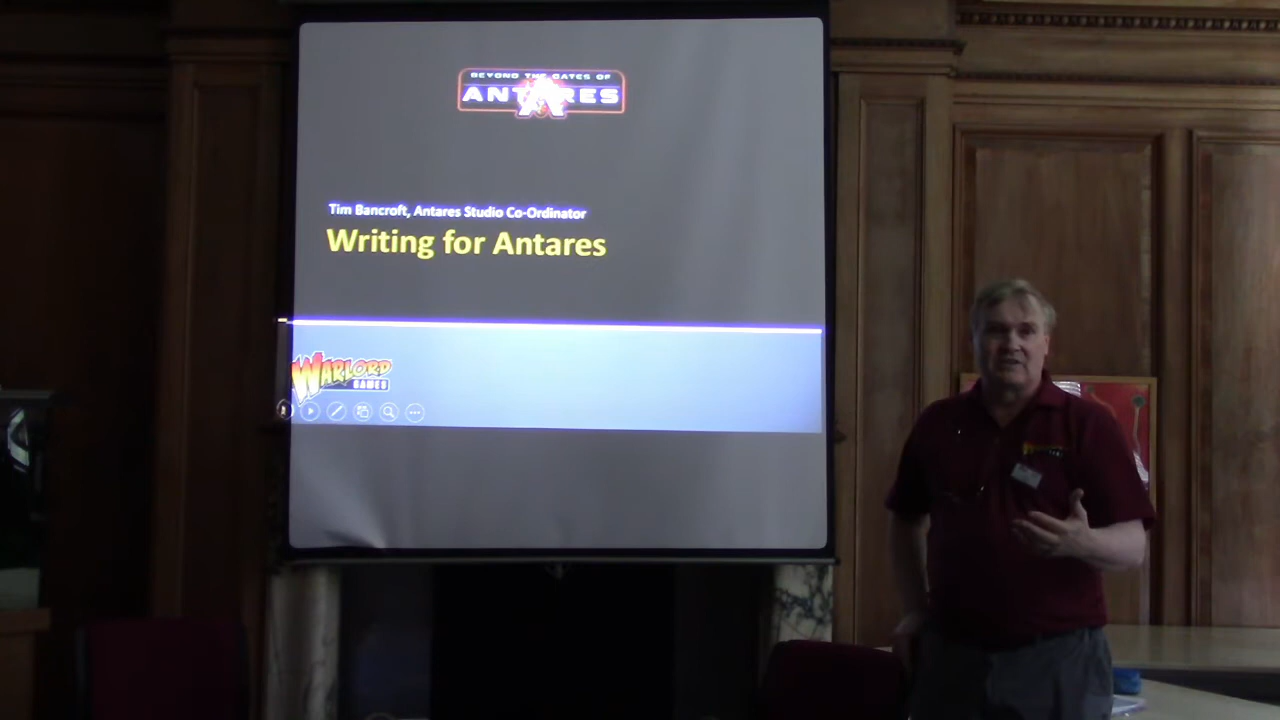 BEYOND THE GATES OF
ANTARES
Tim Bancroft, Antares Studio Co-Ordinator
Writing for Antares
WARLORD
GAMES